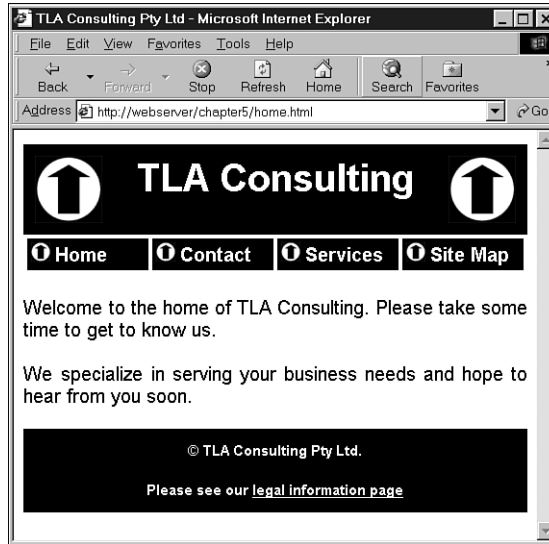 TLA Consulting Pty Ltd - Microsoft Internet Explorer
File Edit View Favorites Tools Help
Back Forward Stop Refresh Home Search Favorites
Address http://webserver/chapter5/home.html Go
TLA Consulting
Home Contact Services Site Map
Welcome to the home of TLA Consulting. Please take some
time to get to know us.
We specialize in serving your business needs and hope to
hear from you soon.
© TLA Consulting Pty Ltd.
Please see our legal information page